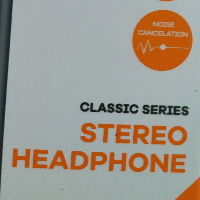 NOISE
CANCELATION
CLASSIC SERIES
STEREO
HEADPHONE